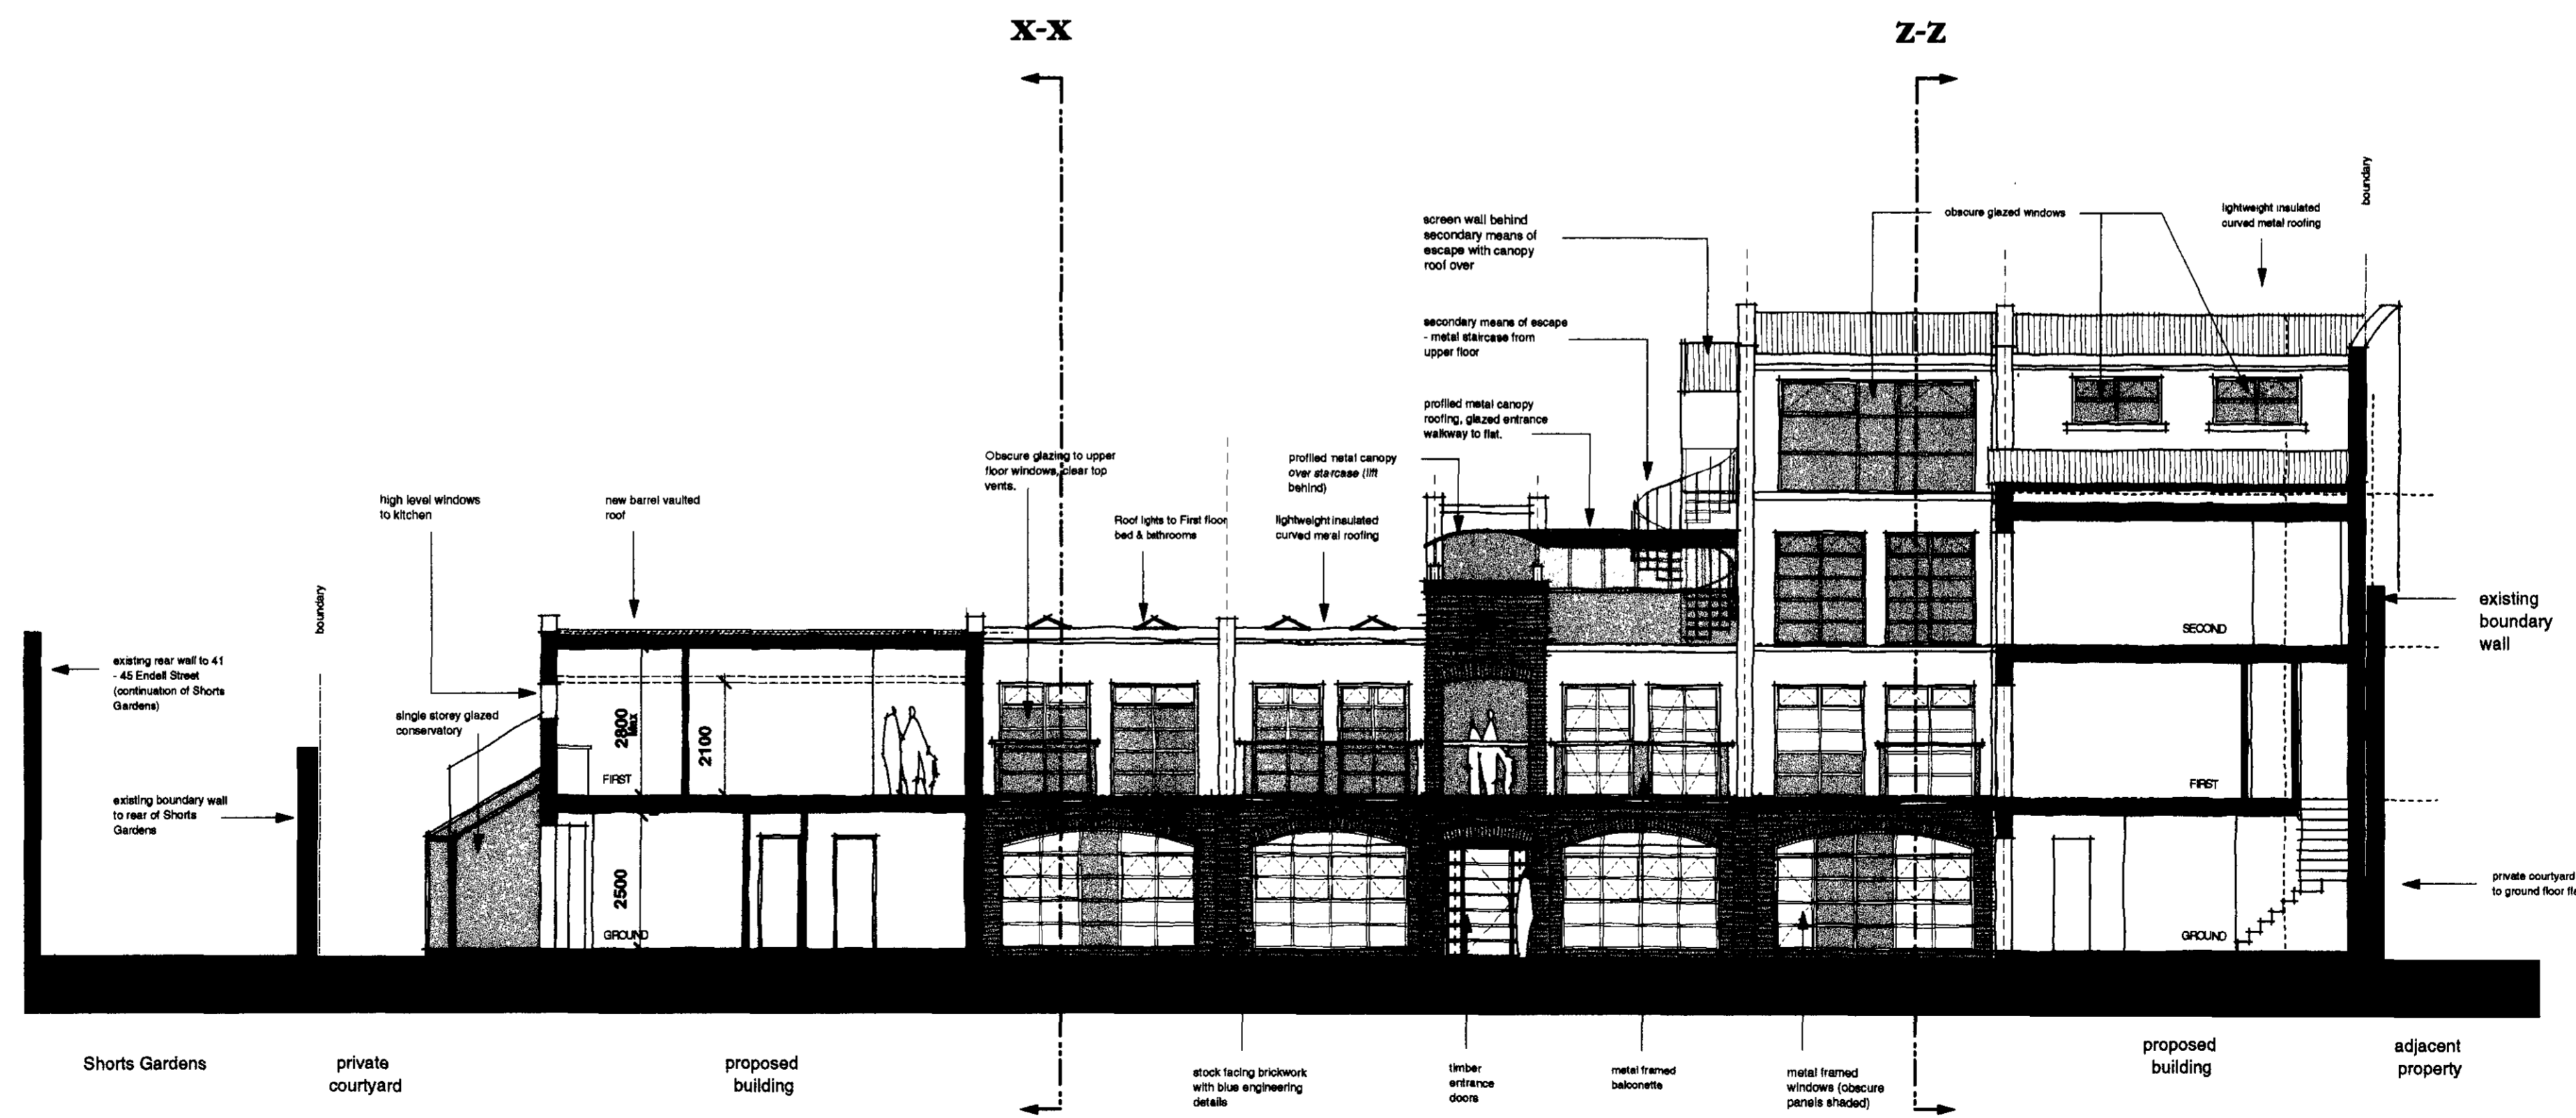 x-x
z-z
boundary
screen wall behind
secondary means of
escape with canopy
roof over
obscure glazed windows
lightweight insulated
curved metal roofing
secondary means of escape
- metal staircase from
upper floor
profiled metal canopy
roofing, glazed entrance
walkway to flat.
Obscure glazing to upper
floor windows, clear top
vents.
profiled metal canopy
over starcase (lift
behind)
high level windows
to kitchen
new barrel vaulted
roof
Roof lights to First floor
bed & bathrooms
lightweight insulated
curved metal roofing
boundary
existing
boundary
wall
existing rear wall to 41
- 45 Endell Street
(continuation of Shorts
Gardens)
single storey glazed
conservatory
existing boundary wall
to rear of Shorts
Gardens
2800
Max
2100
FIRST
2500
GROUND
SECOND
FIRST
GROUND
private courtyard
to ground floor
Shorts Gardens
private
courtyard
proposed
building
stock facing brickwork
with blue engineering
details
timber
entrance
doors
metal framed
balconette
metal framed
windows (obscure
panels shaded)
proposed
building
adjacent
property